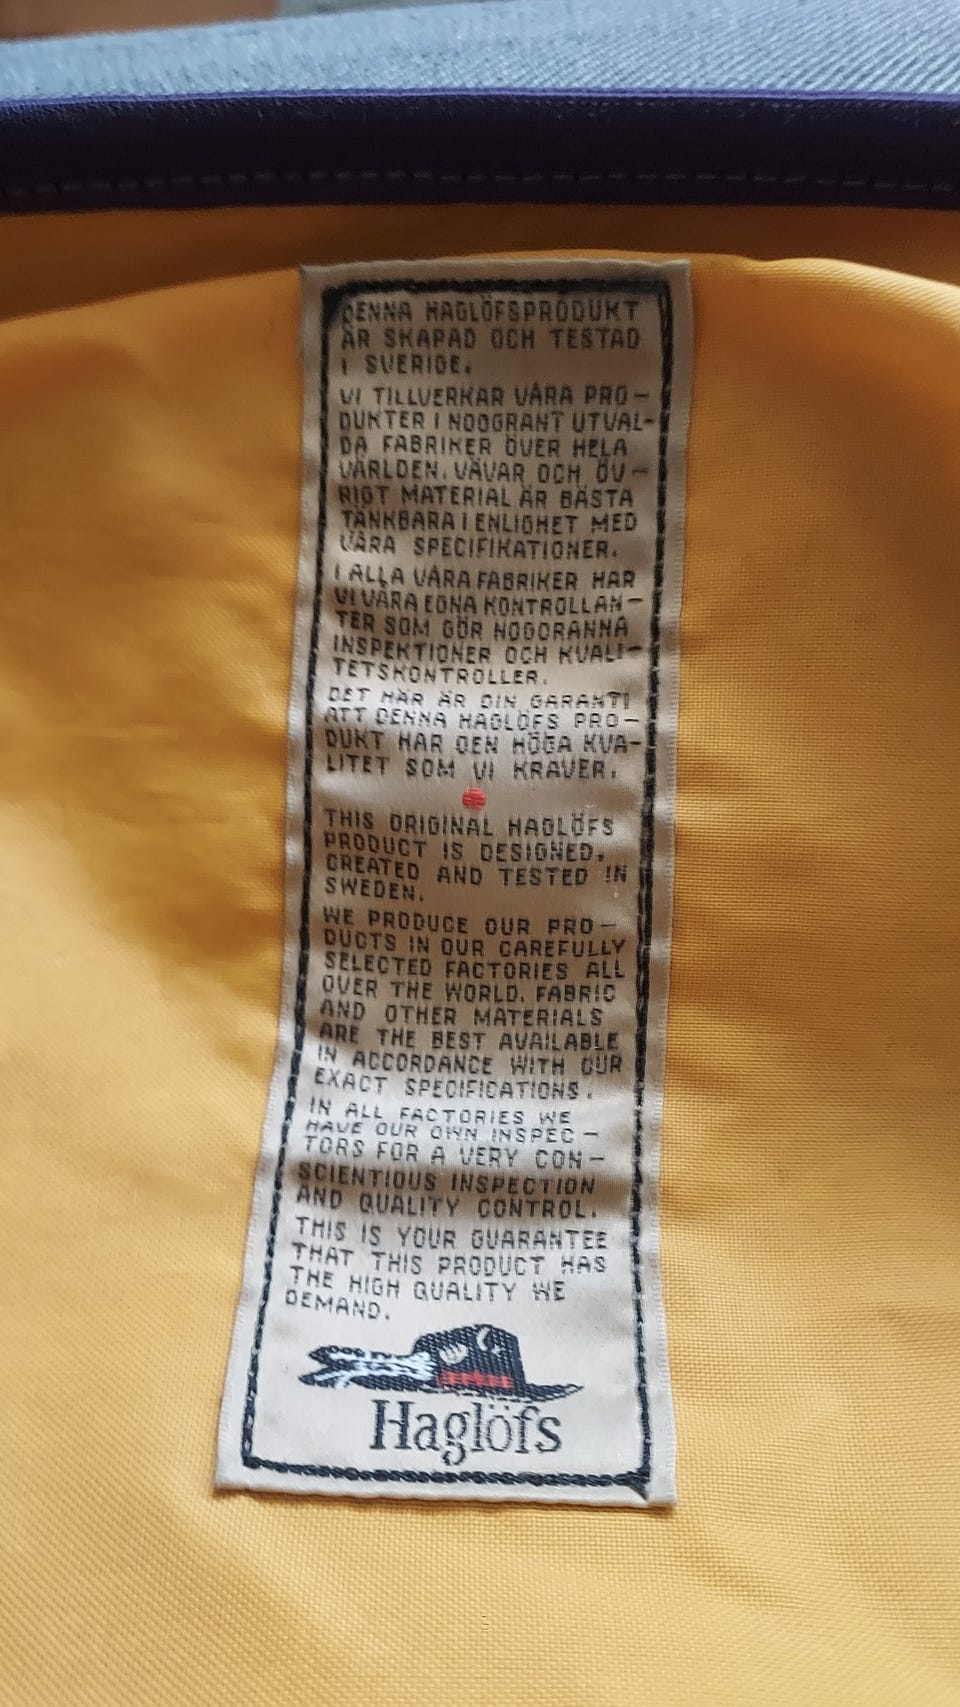 DENNA HAGLÖFSPRODUKT
ÄR SKAPAD OCH TESTAD
I SVERIGE.
VI TILLVERKAR VÅRA PRO-
DUKTER I NOGGRANT UTVAL-
DA FABRIKER ÖVER HELA
VÄRLDEN. VÄVAR OCH ÖV-
RIGT MATERIAL ÄR BÄSTA
TÄNKBARA I ENLIGHET MED
VÅRA SPECIFIKATIONER.
I ALLA VÅRA FABRIKER HAR
VI VÅRA EGNA KONTROLLAN-
TER SOM GÖR NOGGRANNA
INSPEKTIONER OCH KVALI-
TETSKONTROLLER.
DET HÄR ÄR DIN GARANTI
ATT DENNA HAGLÖFS PRO-
DUKT HAR DEN HÖGA KVA-
LITET SOM VI KRÄVER.
THIS ORIGINAL HAGLÖFS
PRODUCT IS DESIGNED,
CREATED AND TESTED IN
SWEDEN.
WE PRODUCE OUR PRO-
DUCTS IN OUR CAREFULLY
SELECTED FACTORIES ALL
OVER THE WORLD. FABRIC
AND OTHER MATERIALS
ARE THE BEST AVAILABLE
IN ACCORDANCE WITH OUR
EXACT SPECIFICATIONS.
IN ALL FACTORIES WE
HAVE OUR OWN INSPEC-
TORS FOR A VERY CON-
SCIENTIOUS INSPECTION
AND QUALITY CONTROL.
THIS IS YOUR GUARANTEE
THAT THIS PRODUCT HAS
THE HIGH QUALITY WE
DEMAND.
Haglöfs